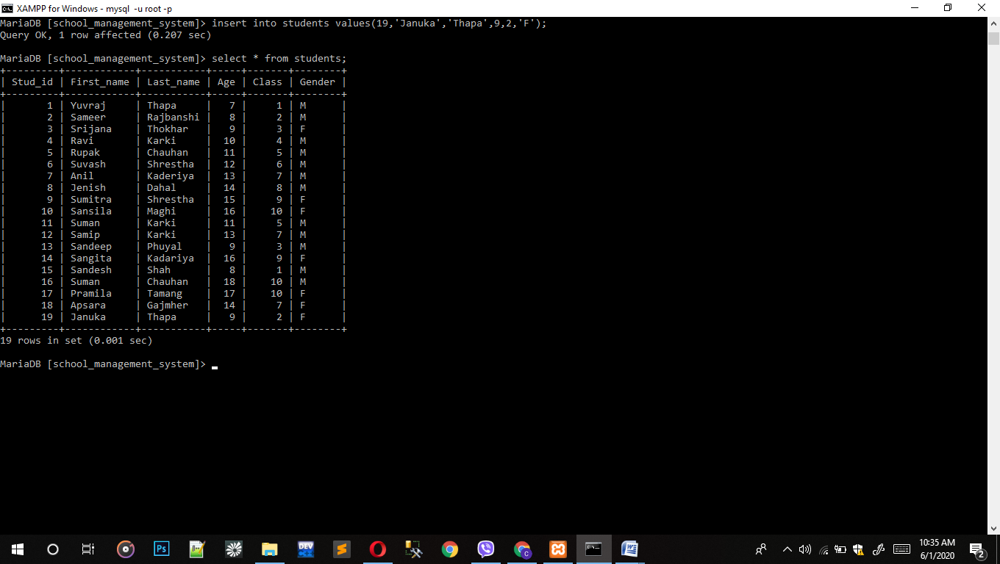 XAMPP for Windows - mysql -u root -p
MariaDB [school_management_system]> insert into students values(19,'Januka','Thapa',9,2,'F');
Query OK, 1 row affected (0.207 sec)
MariaDB [school_management_system]> select * from students;
+---------+------------+-----------+-----+-------+--------+
| Stud_id | First_name | Last_name | Age | Class | Gender |
+---------+------------+-----------+-----+-------+--------+
|       1 | Yuvraj     | Thapa     |   7 |     1 | M      |
|       2 | Sameer     | Rajbanshi |   8 |     2 | M      |
|       3 | Srijana    | Thokhar   |   9 |     3 | F      |
|       4 | Ravi       | Karki     |  10 |     4 | M      |
|       5 | Rupak      | Chauhan   |  11 |     5 | M      |
|       6 | Suvash     | Shrestha  |  12 |     6 | M      |
|       7 | Anil       | Kaderiya  |  13 |     7 | M      |
|       8 | Jenish     | Dahal     |  14 |     8 | M      |
|       9 | Sumitra    | Shrestha  |  15 |     9 | F      |
|      10 | Sansila    | Maghi     |  16 |    10 | F      |
|      11 | Suman      | Karki     |  11 |     5 | M      |
|      12 | Samip      | Karki     |  13 |     7 | M      |
|      13 | Sandeep    | Phuyal    |   9 |     3 | M      |
|      14 | Sangita    | Kadariya  |  16 |     9 | F      |
|      15 | Sandesh    | Shah      |   8 |     1 | M      |
|      16 | Suman      | Chauhan   |  18 |    10 | M      |
|      17 | Pramila    | Tamang    |  17 |    10 | F      |
|      18 | Apsara     | Gajmher   |  14 |     7 | F      |
|      19 | Januka     | Thapa     |   9 |     2 | F      |
+---------+------------+-----------+-----+-------+--------+
19 rows in set (0.001 sec)
MariaDB [school_management_system]>
Ps
DEV
C
10:35 AM
6/1/2020
2